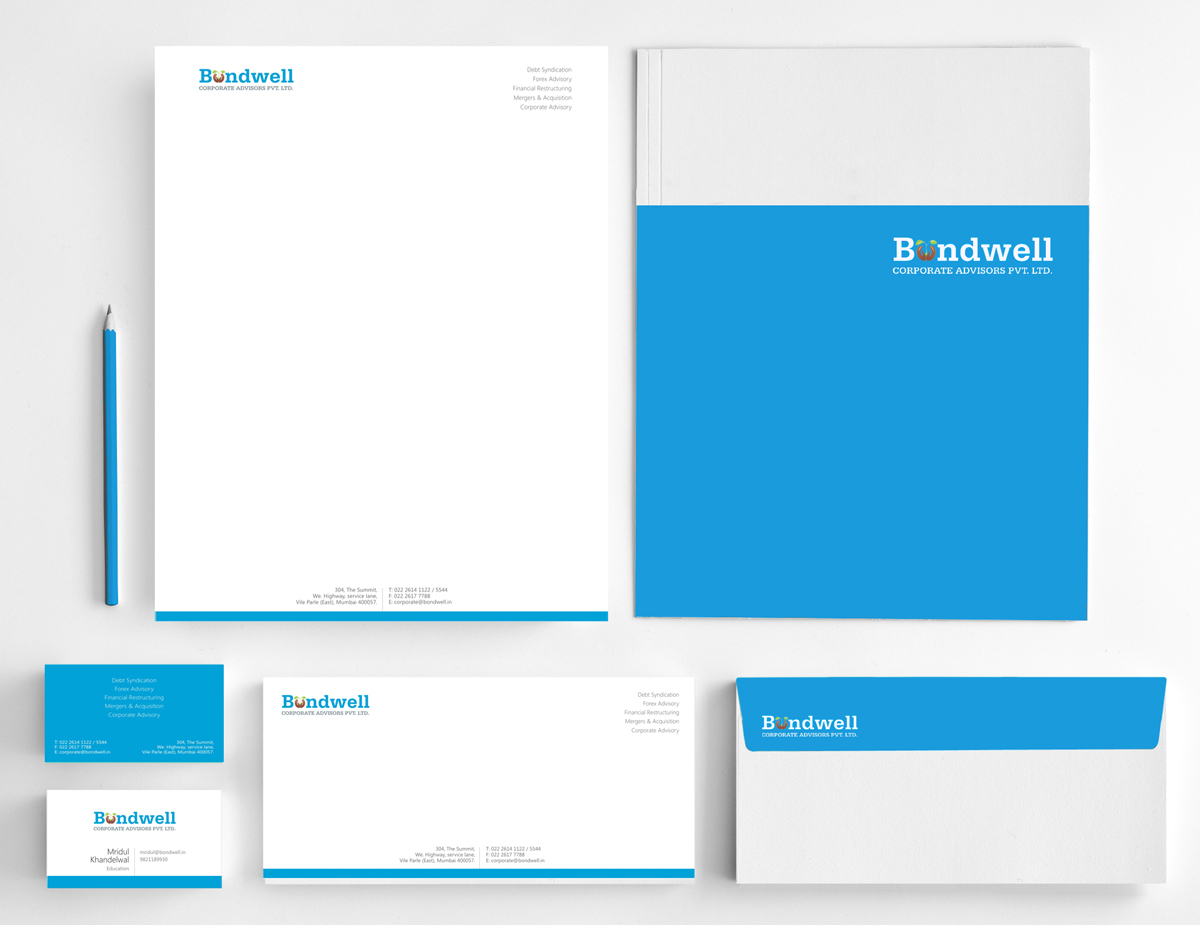 Bondwell
CORPORATE ADVISORS PVT. LTD.
Debt Syndication
Forex Advisory
Financial Restructuring
Mergers & Acquisition
Corporate Advisory
304, The Summit,
We. Highway, service lane,
Vile Parle (East), Mumbai 400057.
T: 022 2614 1122 / 5544
F: 022 2617 7788
E: corporate@bondwell.in
Bondwell
CORPORATE ADVISORS PVT. LTD.
Debt Syndication
Forex Advisory
Financial Restructuring
Mergers & Acquisition
Corporate Advisory
T: 022 2614 1122 / 5544
F: 022 2617 7788
E: corporate@bondwell.in
304, The Summit,
We. Highway, service lane,
Vile Parle (East), Mumbai 400057.
Bondwell
CORPORATE ADVISORS PVT. LTD.
Mridul
Khandelwal
Education
mridul@bondwell.in
9821189930
Bondwell
CORPORATE ADVISORS PVT. LTD.
Debt Syndication
Forex Advisory
Financial Restructuring
Mergers & Acquisition
Corporate Advisory
304, The Summit,
We. Highway, service lane,
Vile Parle (East), Mumbai 400057.
T: 022 2614 1122 / 5544
F: 022 2617 7788
E: corporate@bondwell.in
Bondwell
CORPORATE ADVISORS PVT. LTD.